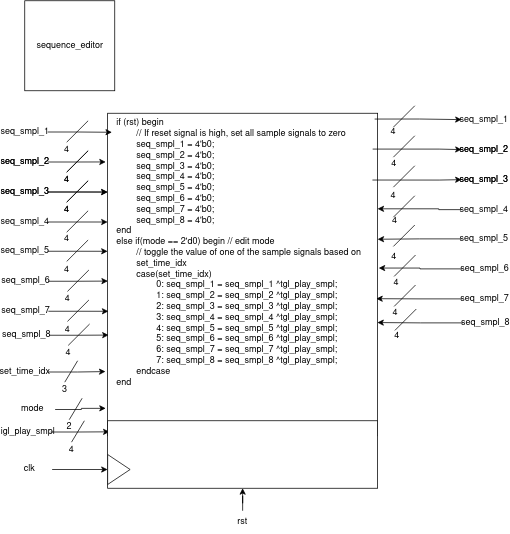 sequence_editor
if (rst) begin
// If reset signal is high, set all sample signals to zero
seq_smpl_1 = 4'b0;
seq_smpl_2 = 4'b0;
seq_smpl_3 = 4'b0;
seq_smpl_4 = 4'b0;
seq_smpl_5 = 4'b0;
seq_smpl_6 = 4'b0;
seq_smpl_7 = 4'b0;
seq_smpl_8 = 4'b0;
end
else if(mode == 2'd0) begin // edit mode
// toggle the value of one of the sample signals based on
set_time_idx
case(set_time_idx)
0: seq_smpl_1 = seq_smpl_1 ^tgl_play_smpl;
1: seq_smpl_2 = seq_smpl_2 ^tgl_play_smpl;
2: seq_smpl_3 = seq_smpl_3 ^tgl_play_smpl;
3: seq_smpl_4 = seq_smpl_4 ^tgl_play_smpl;
4: seq_smpl_5 = seq_smpl_5 ^tgl_play_smpl;
5: seq_smpl_6 = seq_smpl_6 ^tgl_play_smpl;
6: seq_smpl_7 = seq_smpl_7 ^tgl_play_smpl;
7: seq_smpl_8 = seq_smpl_8 ^tgl_play_smpl;
endcase
end
seq_smpl_1
4
seq_smpl_2
4
seq_smpl_3
4
seq_smpl_4
4
seq_smpl_5
4
seq_smpl_6
4
seq_smpl_7
4
seq_smpl_8
4
set_time_idx
3
mode
2
igl_play_smpl
4
clk
rst
seq_smpl_1
4
seq_smpl_2
4
seq_smpl_3
4
seq_smpl_4
4
seq_smpl_5
4
seq_smpl_6
4
seq_smpl_7
4
seq_smpl_8
4